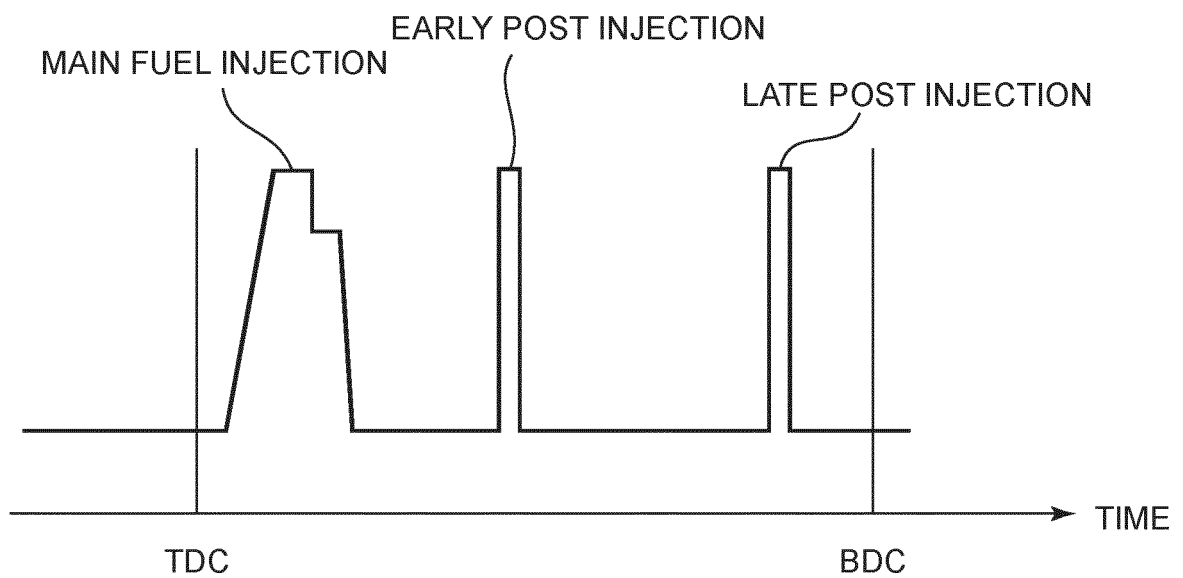 EARLY POST INJECTION
MAIN FUEL INJECTION
LATE POST INJECTION
TIME
TDC
BDC